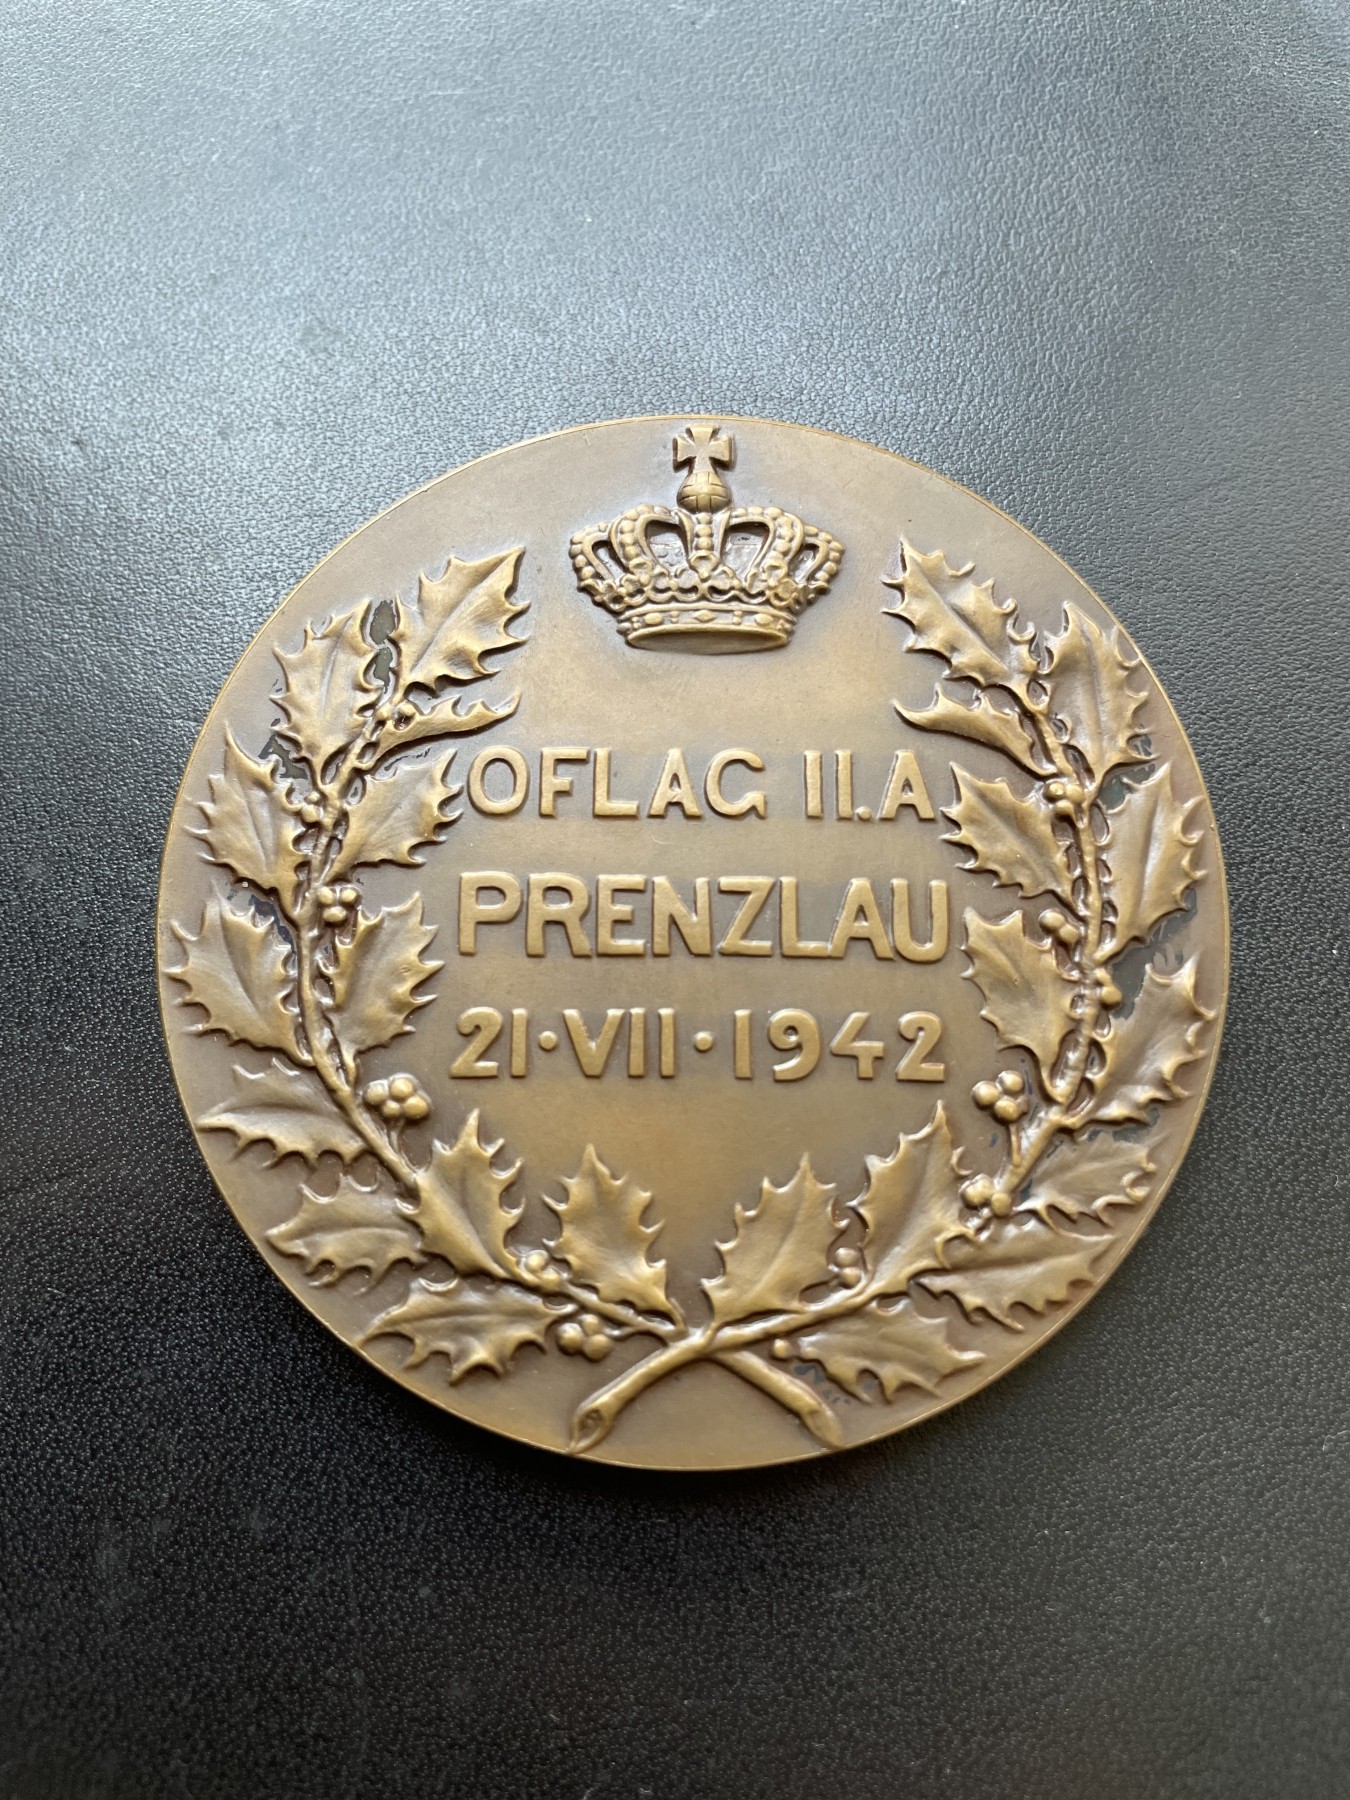 OFLAG II.A
PRENZLAU
21·VII·1942